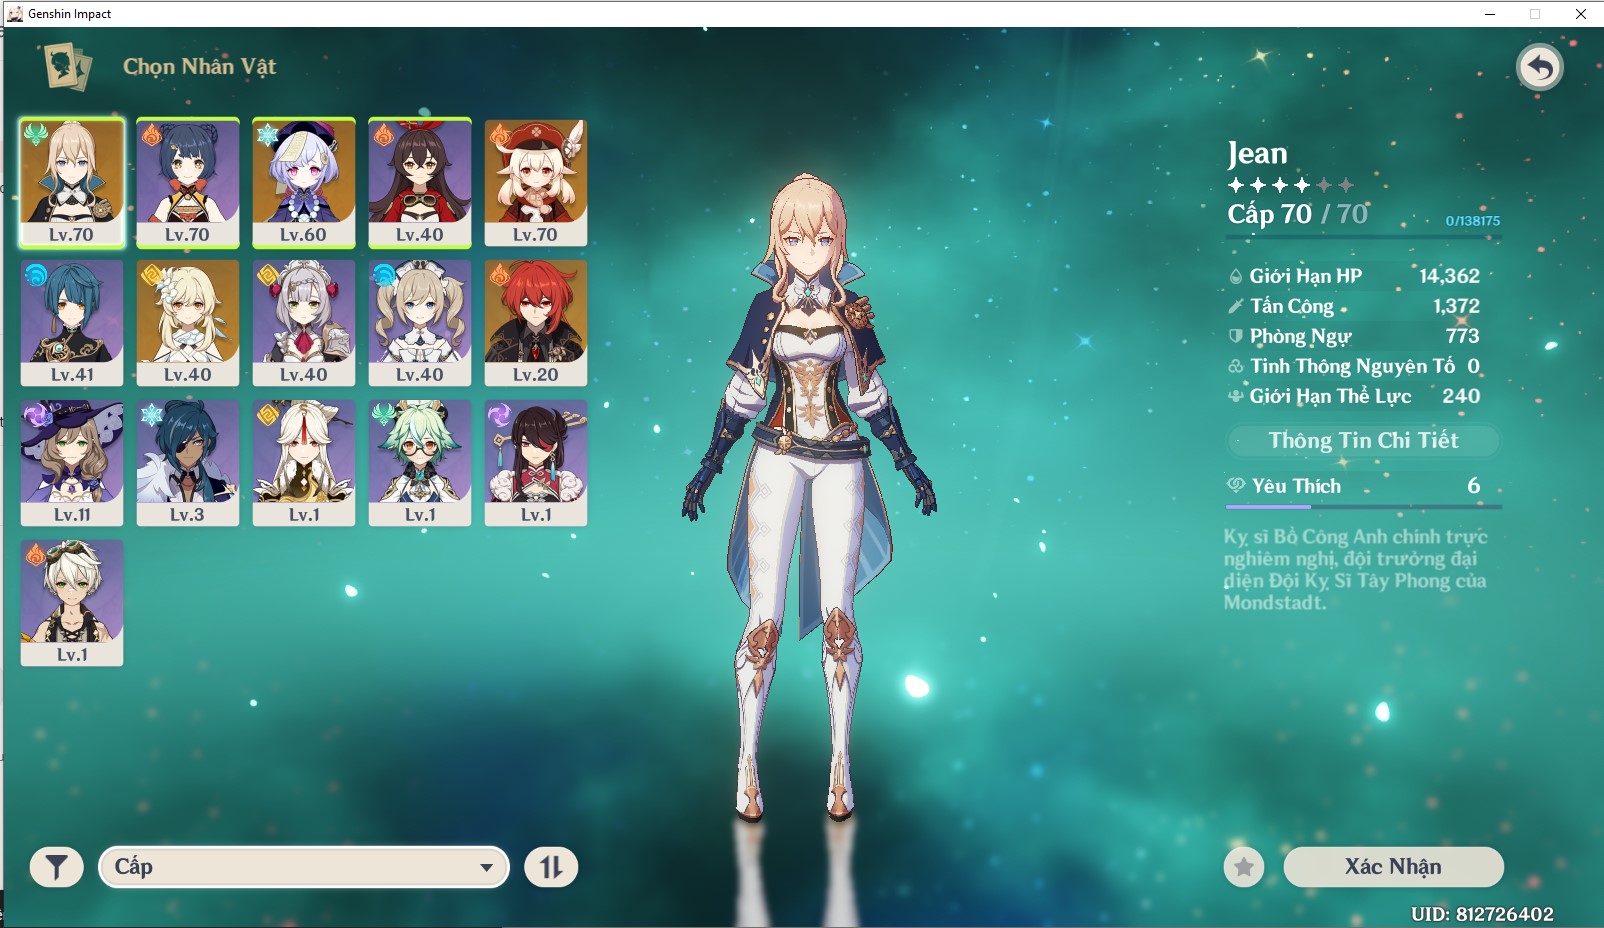 Genshin Impact
Chọn Nhân Vật
Lv.70
Lv.70
Lv.60
Lv.40
Lv.70
Lv.41
Lv.40
Lv.40
Lv.40
Lv.20
Lv.11
Lv.3
Lv.1
Lv.1
Lv.1
Lv.1
Cấp
Jean
Cấp 70 / 70
0/138175
Giới Hạn HP 14,362
Tấn Công 1,372
Phòng Ngự 773
Tinh Thông Nguyên Tố 0
Giới Hạn Thể Lực 240
Thông Tin Chi Tiết
Yêu Thích 6
Kỵ sĩ Bồ Công Anh chính trực
nghiêm nghị, đội trưởng đại
diện Đội Kỵ Sĩ Tây Phong của
Mondstadt.
Xác Nhận
UID: 812726402